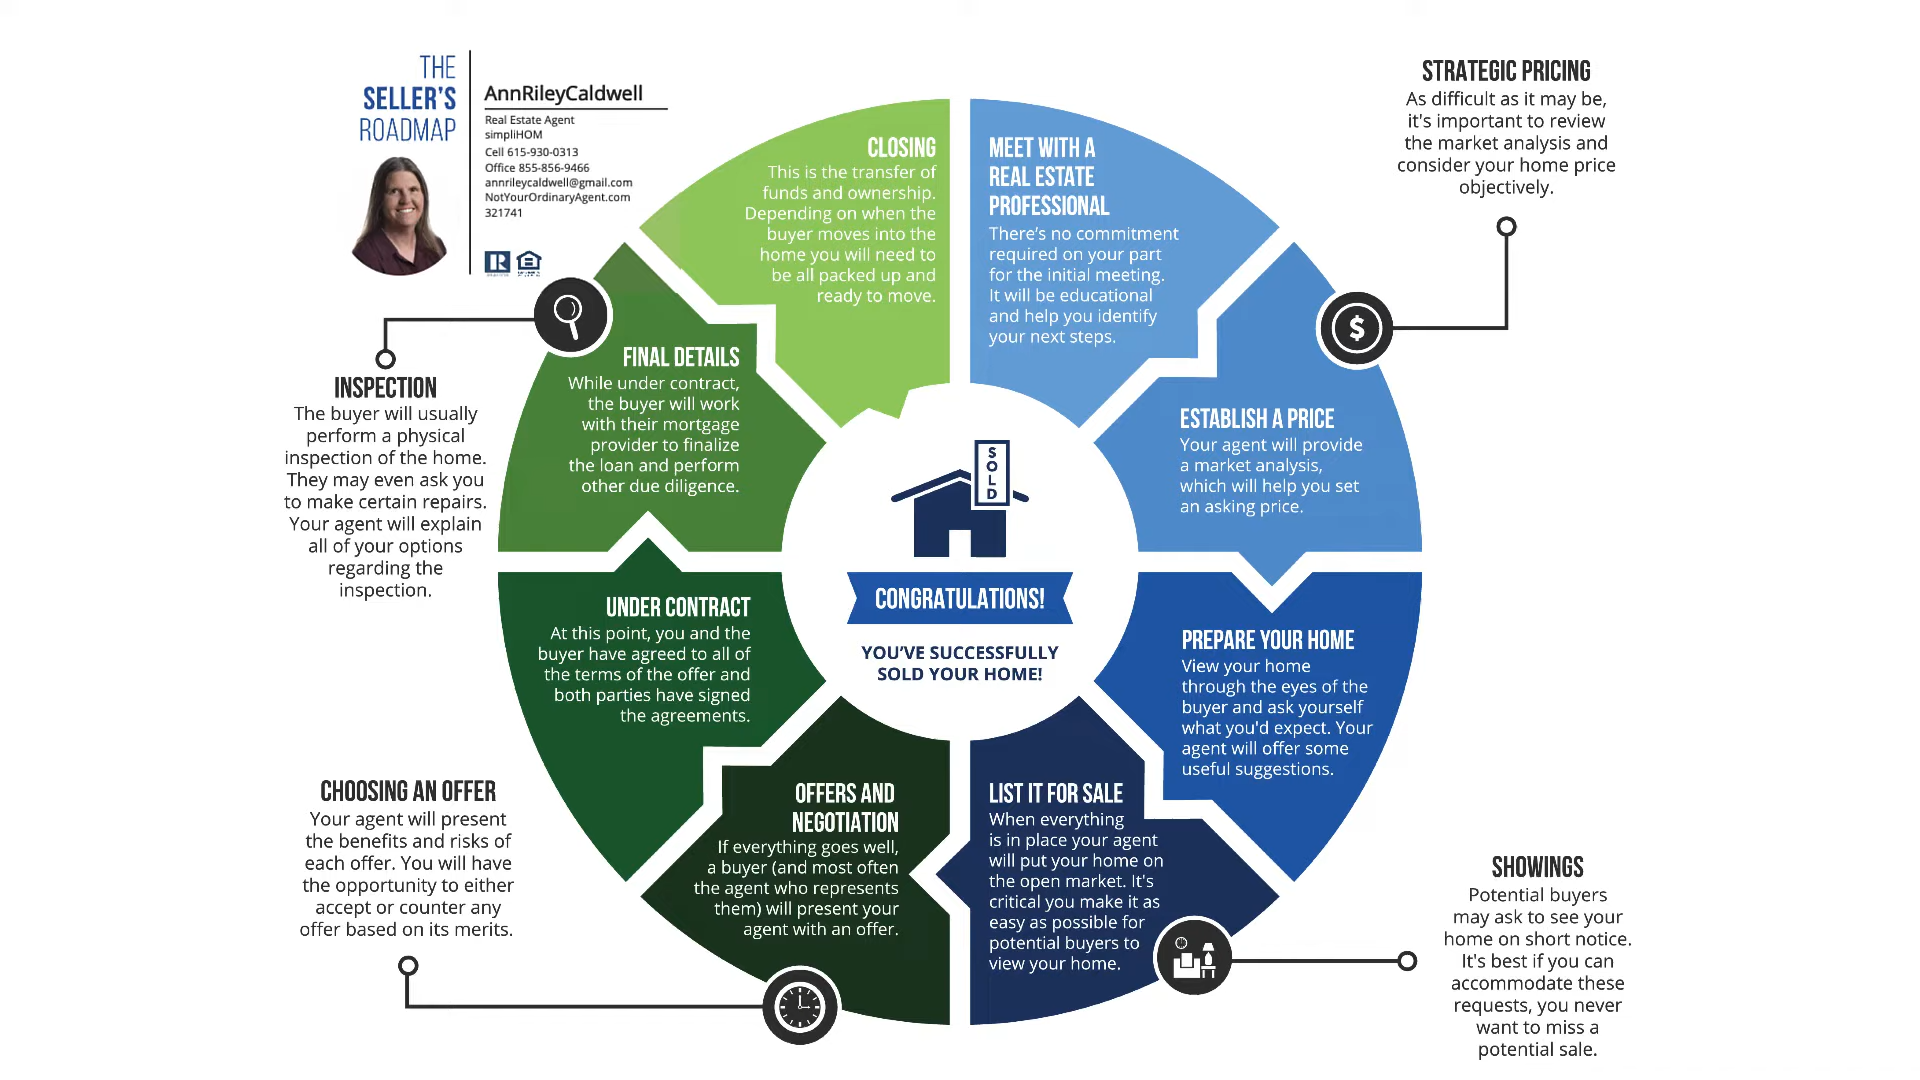 THE
SELLER'S
ROADMAP
AnnRileyCaldwell
Real Estate Agent
simpliHOM
Cell 615-930-0313
Office 855-856-9466
annrileycaldwell@gmail.com
NotYourOrdinaryAgent.com
321741
MEET WITH A
REAL ESTATE
PROFESSIONAL
There's no commitment
required on your part
for the initial meeting.
It will be educational
and help you identify
your next steps.
STRATEGIC PRICING
As difficult as it may be,
it's important to review
the market analysis and
consider your home price
objectively.
$
ESTABLISH A PRICE
Your agent will provide
a market analysis,
which will help you set
an asking price.
PREPARE YOUR HOME
View your home
through the eyes of the
buyer and ask yourself
what you'd expect. Your
agent will offer some
useful suggestions.
LIST IT FOR SALE
When everything
is in place your agent
will put your home on
the open market. It's
critical you make it as
easy as possible for
potential buyers to
view your home.
SHOWINGS
Potential buyers
may ask to see your
home on short notice.
It's best if you can
accommodate these
requests, you never
want to miss a
potential sale.
OFFERS AND
NEGOTIATION
If everything goes well,
a buyer (and most often
the agent who represents
them) will present your
agent with an offer.
CHOOSING AN OFFER
Your agent will present
the benefits and risks of
each offer. You will have
the opportunity to either
accept or counter any
offer based on its merits.
UNDER CONTRACT
At this point, you and the
buyer have agreed to all of
the terms of the offer and
both parties have signed
the agreements.
FINAL DETAILS
While under contract,
the buyer will work
with their mortgage
provider to finalize
the loan and perform
other due diligence.
INSPECTION
The buyer will usually
perform a physical
inspection of the home.
They may even ask you
to make certain repairs.
Your agent will explain
all of your options
regarding the
inspection.
CLOSING
This is the transfer of
funds and ownership.
Depending on when the
buyer moves into the
home you will need to
be all packed up and
ready to move.
SOLD
CONGRATULATIONS!
YOU'VE SUCCESSFULLY
SOLD YOUR HOME!